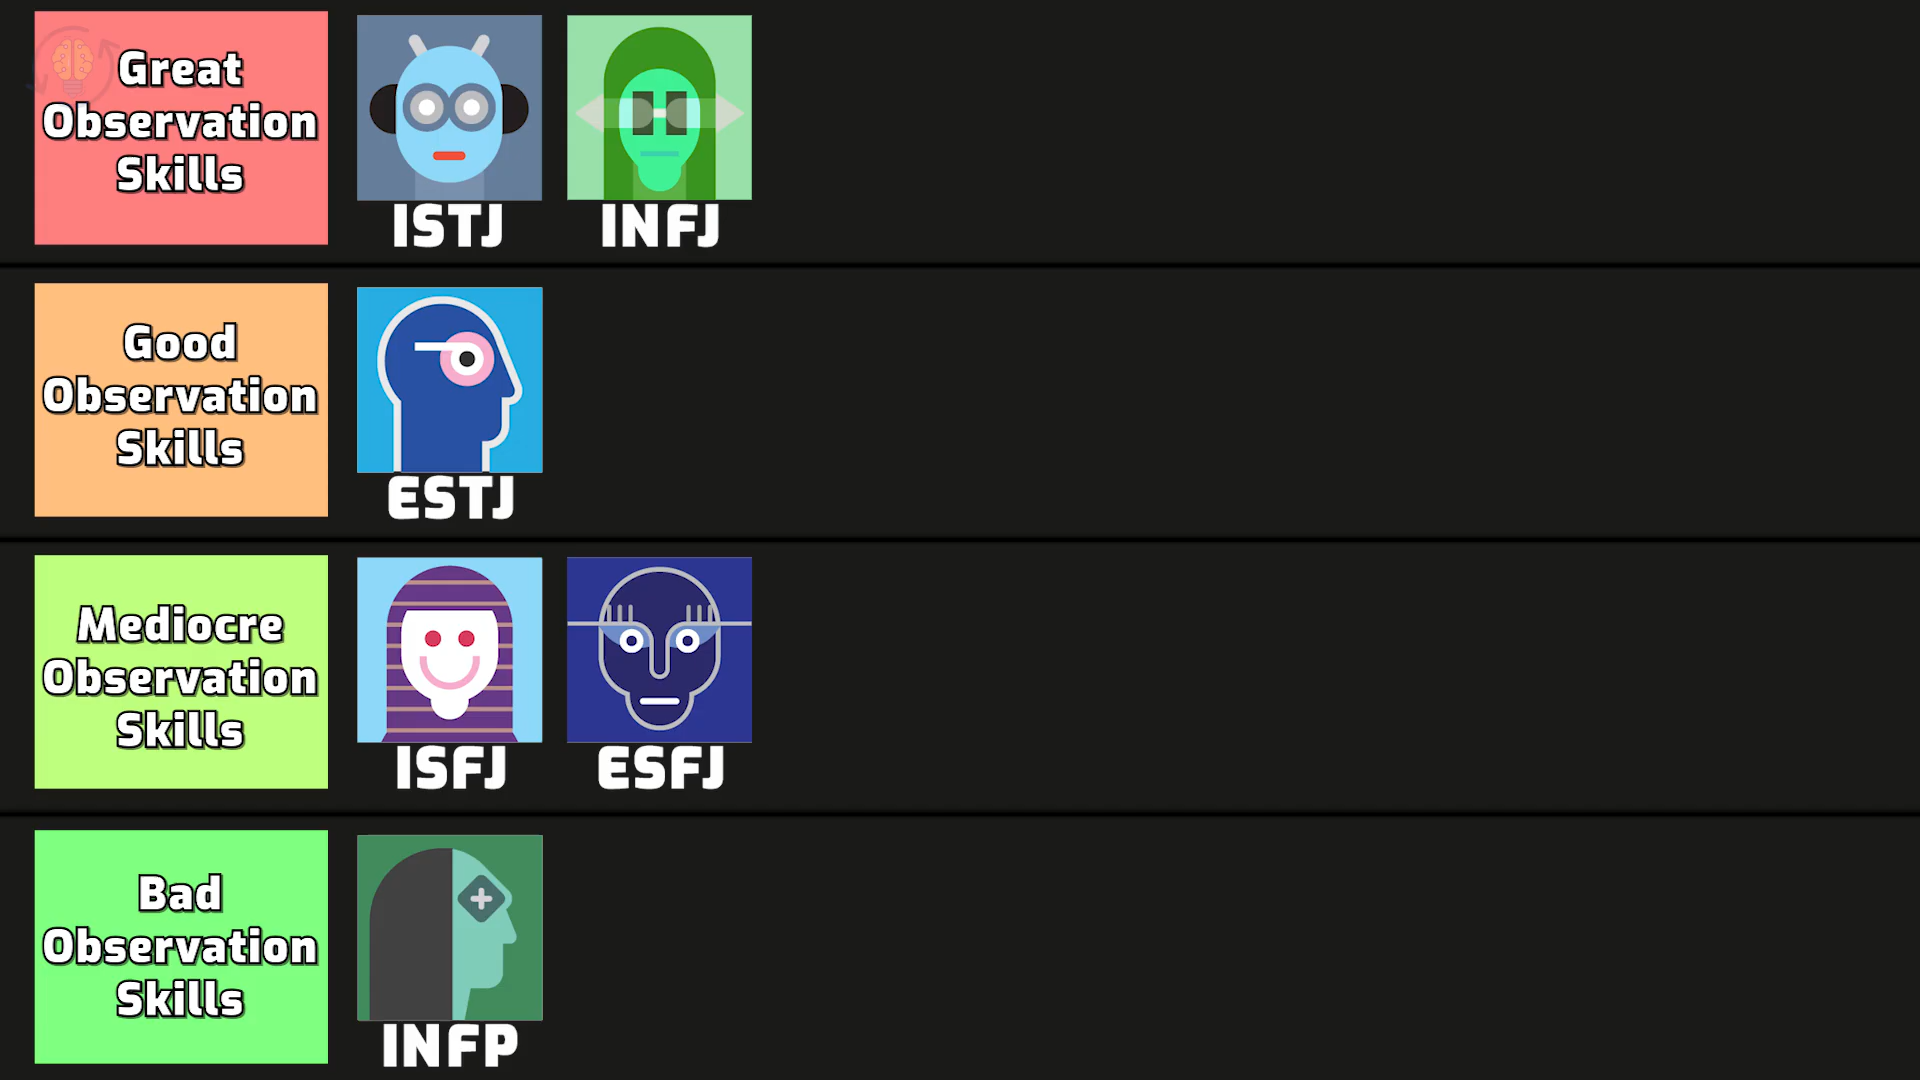 Great
Observation
Skills
ISTJ
INFJ
Good
Observation
Skills
ESTJ
Mediocre
Observation
Skills
ISFJ
ESFJ
Bad
Observation
Skills
INFP